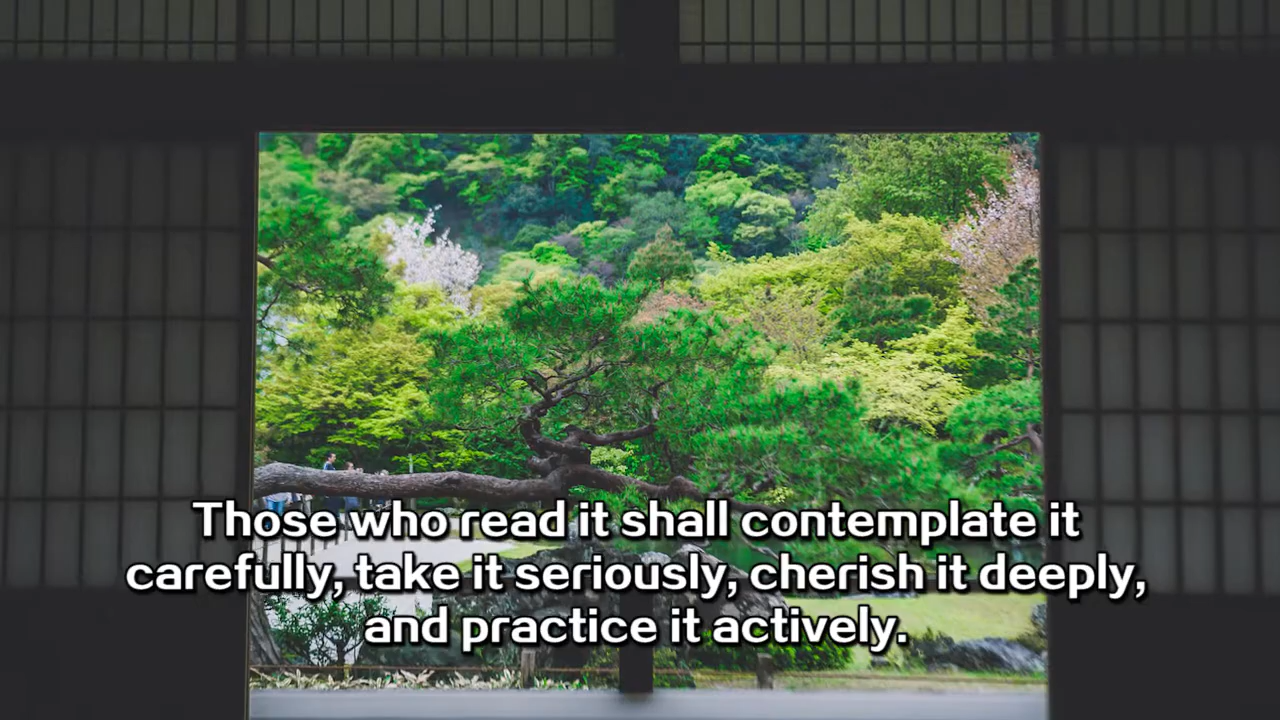 Those who read it shall contemplate it
carefully, take it seriously, cherish it deeply,
and practice it actively.